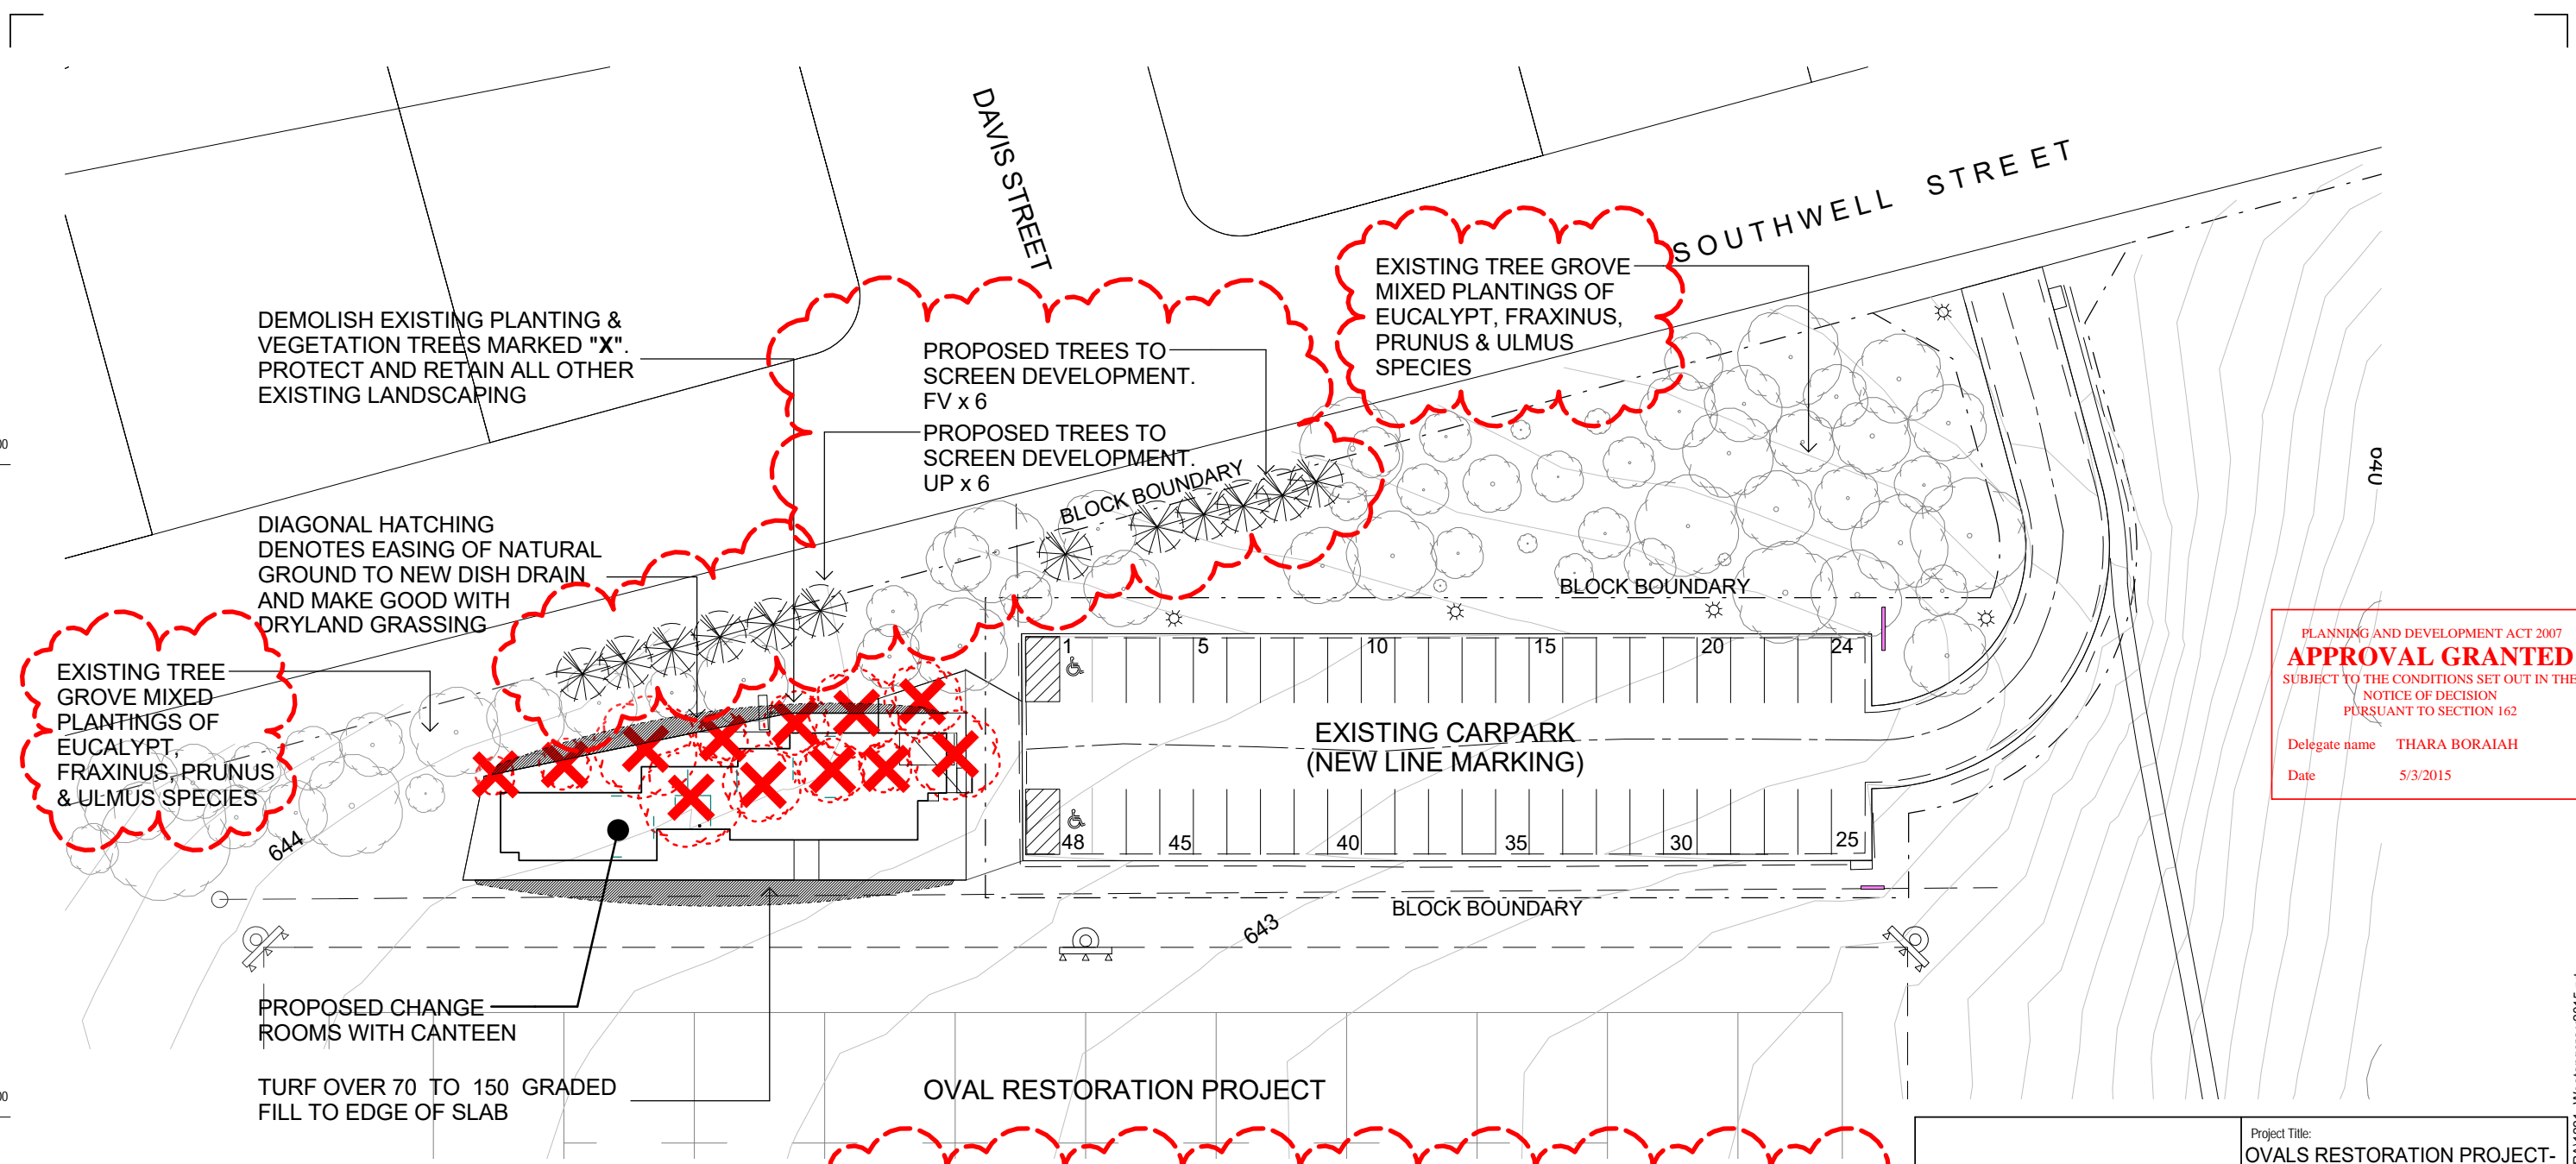 DAVIS STREET
SOUTHWELL STREET
EXISTING TREE GROVE
MIXED PLANTINGS OF
EUCALYPT, FRAXINUS,
PRUNUS & ULMUS
SPECIES
DEMOLISH EXISTING PLANTING &
VEGETATION TREES MARKED "X".
PROTECT AND RETAIN ALL OTHER
EXISTING LANDSCAPING
PROPOSED TREES TO
SCREEN DEVELOPMENT.
FV x 6
PROPOSED TREES TO
SCREEN DEVELOPMENT.
UP x 6
BLOCK BOUNDARY
640
00
DIAGONAL HATCHING
DENOTES EASING OF NATURAL
GROUND TO NEW DISH DRAIN
AND MAKE GOOD WITH
DRYLAND GRASSING
BLOCK BOUNDARY
EXISTING TREE
GROVE MIXED
PLANTINGS OF
EUCALYPT,
FRAXINUS, PRUNUS
& ULMUS SPECIES
1 5 10 15 20 24
EXISTING CARPARK
(NEW LINE MARKING)
48 45 40 35 30 25
PLANNING AND DEVELOPMENT ACT 2007
APPROVAL GRANTED
SUBJECT TO THE CONDITIONS SET OUT IN THE
NOTICE OF DECISION
PURSUANT TO SECTION 162
Delegate name THARA BORAIAH
Date 5/3/2015
644
BLOCK BOUNDARY
643
PROPOSED CHANGE
ROOMS WITH CANTEEN
TURF OVER 70 TO 150 GRADED
FILL TO EDGE OF SLAB
00
OVAL RESTORATION PROJECT
Project Title:
OVALS RESTORATION PROJECT-